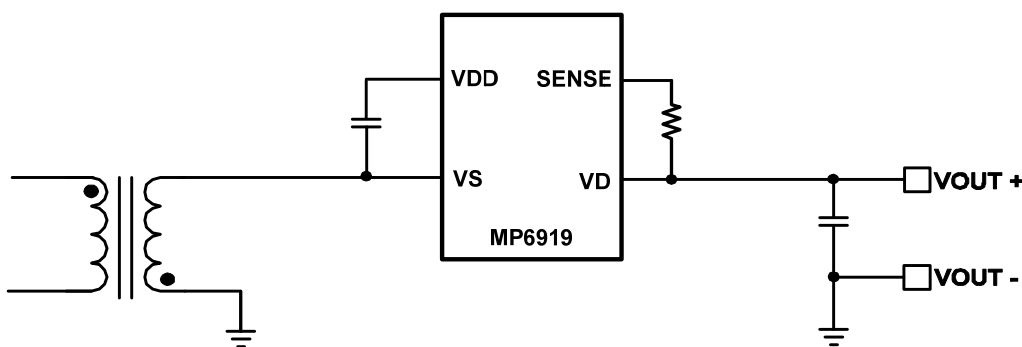 VDD SENSE
VS VD
MP6919
VOUT +
VOUT -